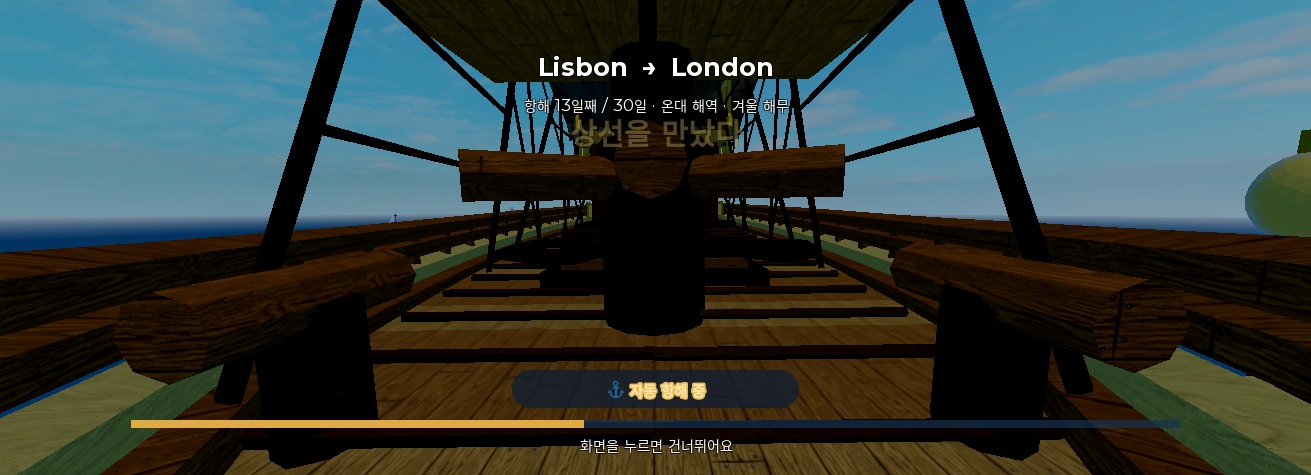 Lisbon → London
항해 13일째 / 30일 · 온대 해역 · 겨울 해무
상선을 만났다
⚓ 자동 항해 중
화면을 누르면 건너뛰어요